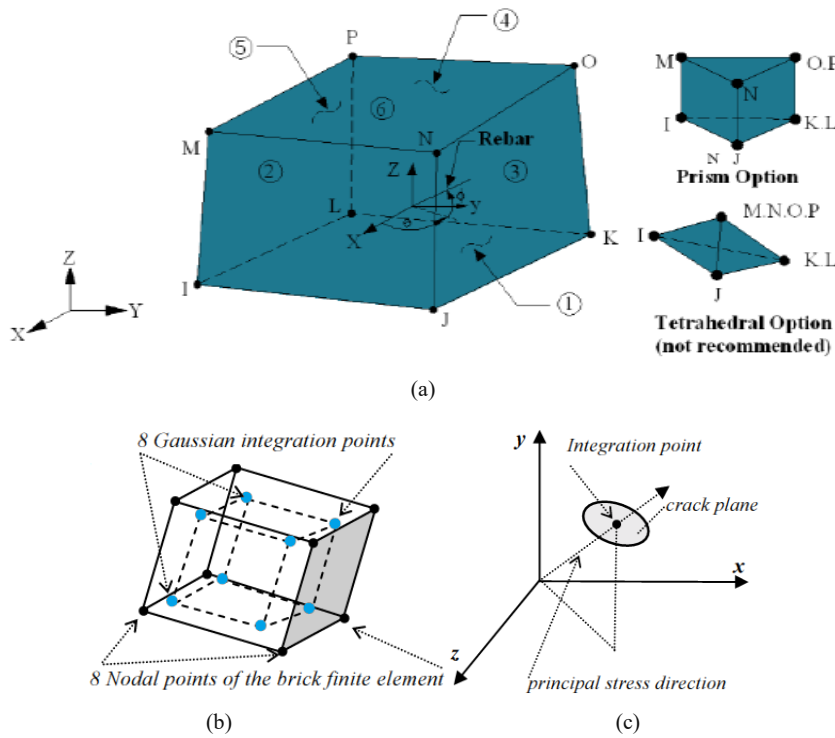 P
④
⑤
O
⑥
M
N
Rebar
②
Z
③
L
y
ϕ
θ
X
K
I
①
J
Z
Y
X
M
O.P
N
I
K.L
N J
Prism Option
M.N.O.P
I
K.L
J
Tetrahedral Option
(not recommended)
(a)
8 Gaussian integration points
8 Nodal points of the brick finite element
(b)
y
Integration point
crack plane
x
z
principal stress direction
(c)